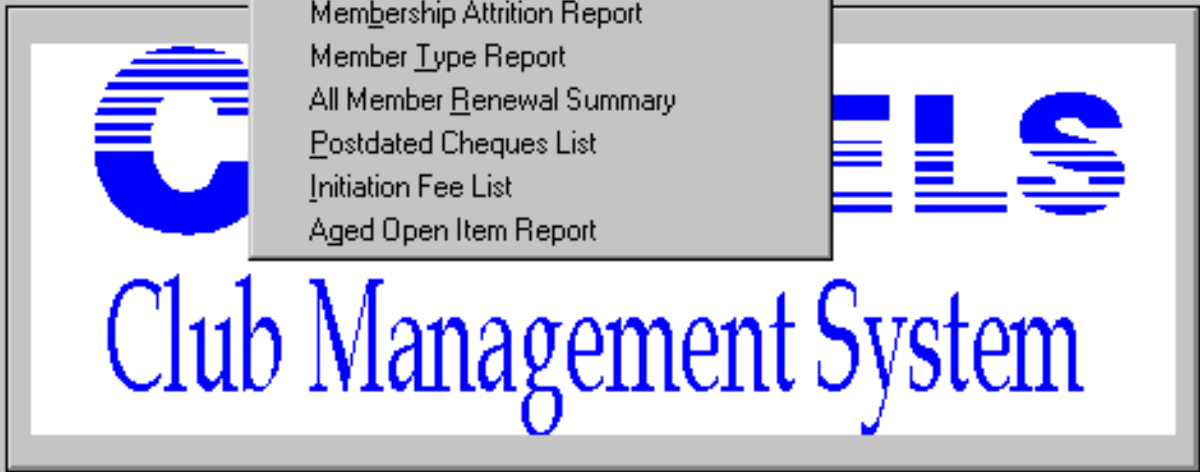 Membership Attrition Report
Member Type Report
All Member Renewal Summary
Postdated Cheques List
Initiation Fee List
Aged Open Item Report
Club Management System